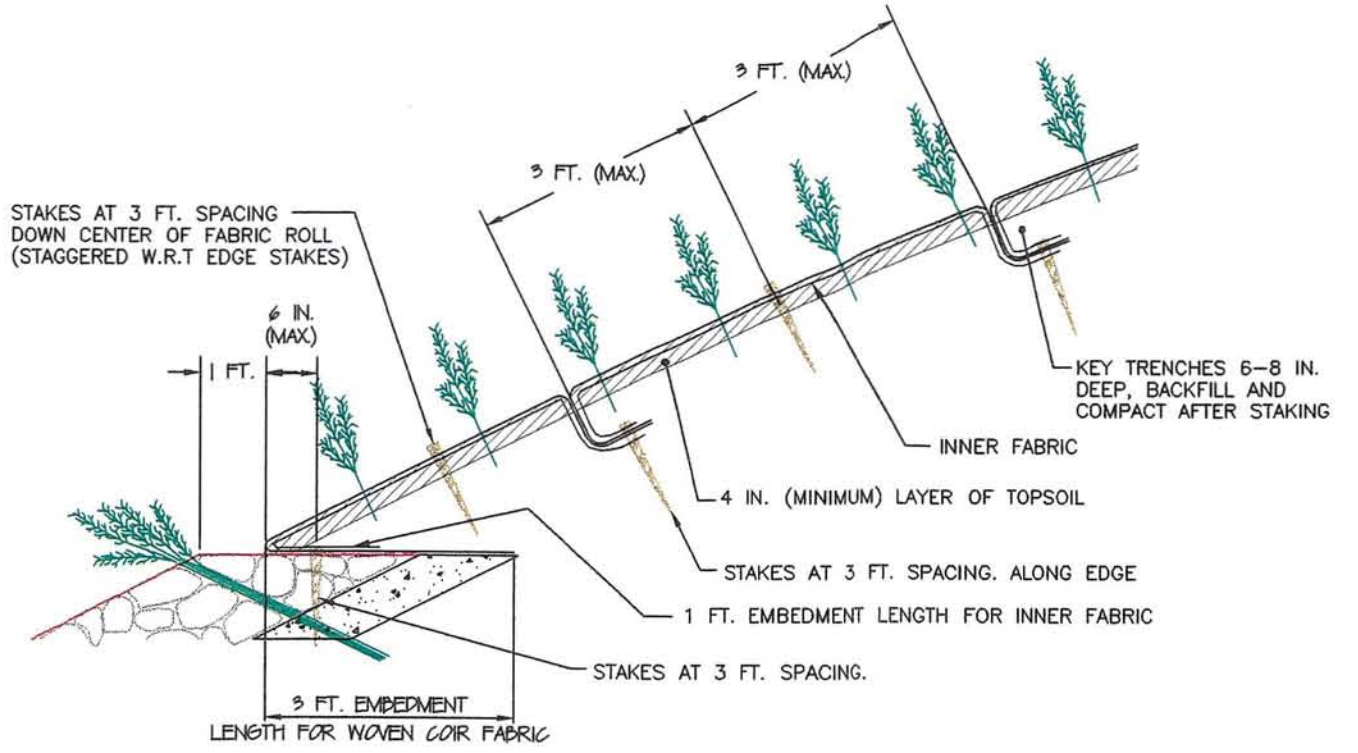 3 FT. (MAX.)
3 FT. (MAX.)
STAKES AT 3 FT. SPACING
DOWN CENTER OF FABRIC ROLL
(STAGGERED W.R.T EDGE STAKES)
6 IN.
(MAX.)
1 FT.
KEY TRENCHES 6-8 IN.
DEEP, BACKFILL AND
COMPACT AFTER STAKING
INNER FABRIC
4 IN. (MINIMUM) LAYER OF TOPSOIL
STAKES AT 3 FT. SPACING. ALONG EDGE
1 FT. EMBEDMENT LENGTH FOR INNER FABRIC
STAKES AT 3 FT. SPACING.
3 FT. EMBEDMENT
LENGTH FOR WOVEN COIR FABRIC